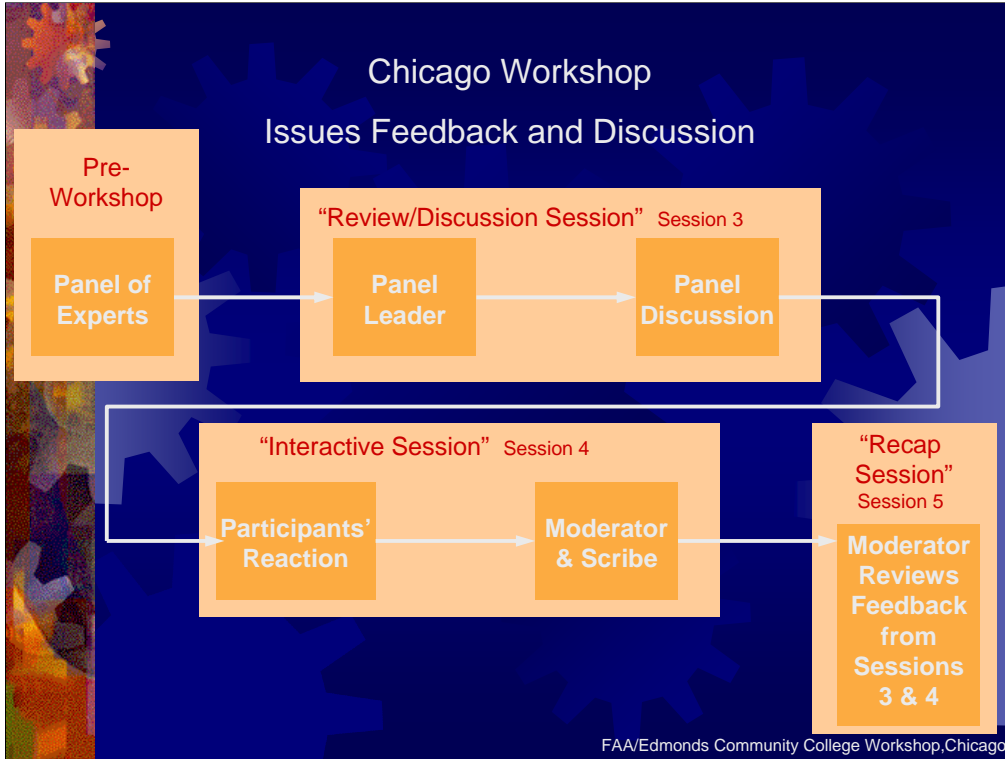 Chicago Workshop
Issues Feedback and Discussion
Pre-
Workshop
Panel of
Experts
“Review/Discussion Session” Session 3
Panel
Leader
Panel
Discussion
“Interactive Session” Session 4
Participants’
Reaction
Moderator
& Scribe
“Recap
Session”
Session 5
Moderator
Reviews
Feedback
from
Sessions
3 & 4
FAA/Edmonds Community College Workshop,Chicago